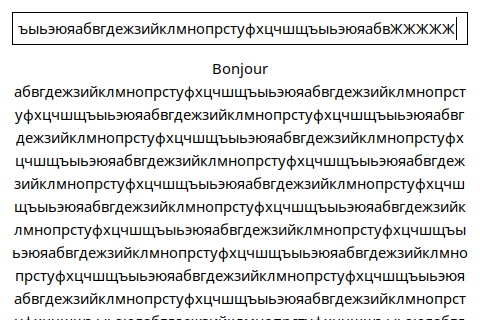 ъыьэюяабвгдежзийклмнопрстуфхцчшщъыьэюяабвЖЖЖЖЖ
Bonjour
абвгдежзийклмнопрстуфхцчшщъыьэюяабвгдежзийклмнопрст
уфхцчшщъыьэюяабвгдежзийклмнопрстуфхцчшщъыьэюяабвг
дежзийклмнопрстуфхцчшщъыьэюяабвгдежзийклмнопрстуфх
цчшщъыьэюяабвгдежзийклмнопрстуфхцчшщъыьэюяабвгдеж
зийклмнопрстуфхцчшщъыьэюяабвгдежзийклмнопрстуфхцчш
щъыьэюяабвгдежзийклмнопрстуфхцчшщъыьэюяабвгдежзийк
лмнопрстуфхцчшщъыьэюяабвгдежзийклмнопрстуфхцчшщъы
ьэюяабвгдежзийклмнопрстуфхцчшщъыьэюяабвгдежзийклмно
прстуфхцчшщъыьэюяабвгдежзийклмнопрстуфхцчшщъыьэюя
абвгдежзийклмнопрстуфхцчшщъыьэюяабвгдежзийклмнопрст